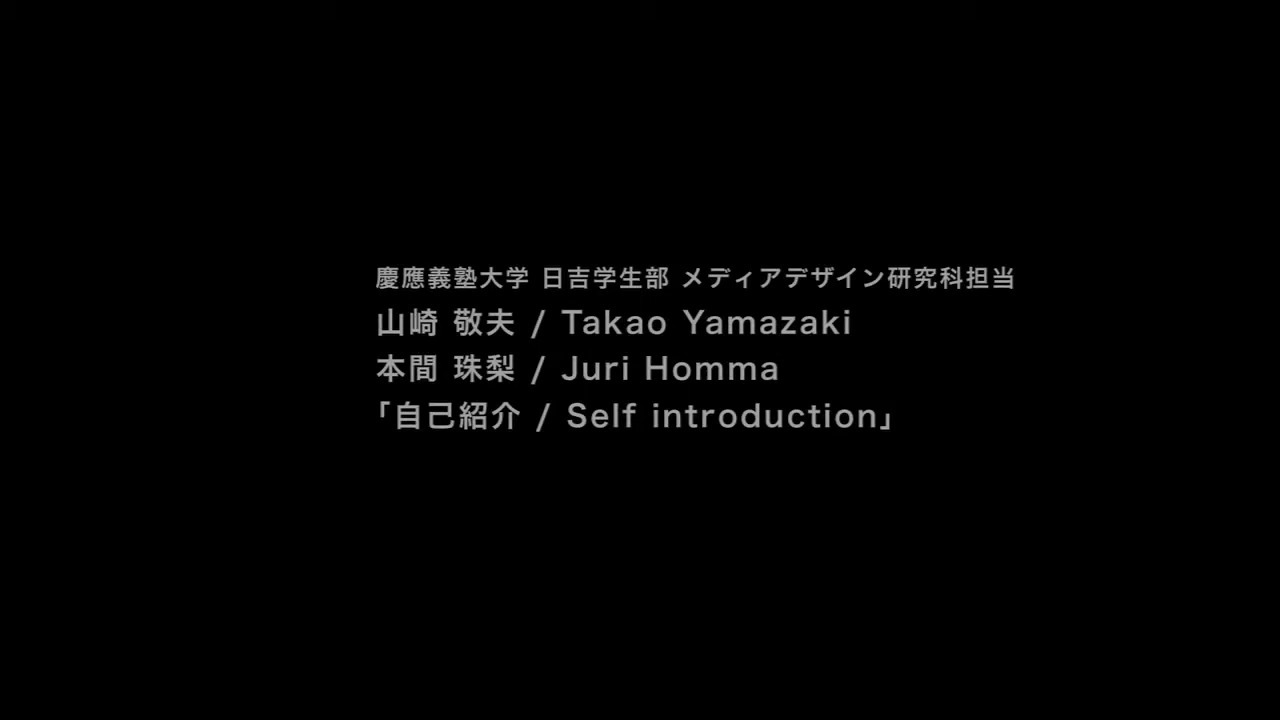 慶應義塾大学 日吉学生部 メディアデザイン研究科担当
山崎 敬夫 / Takao Yamazaki
本間 珠梨 / Juri Homma
「自己紹介 / Self introduction」